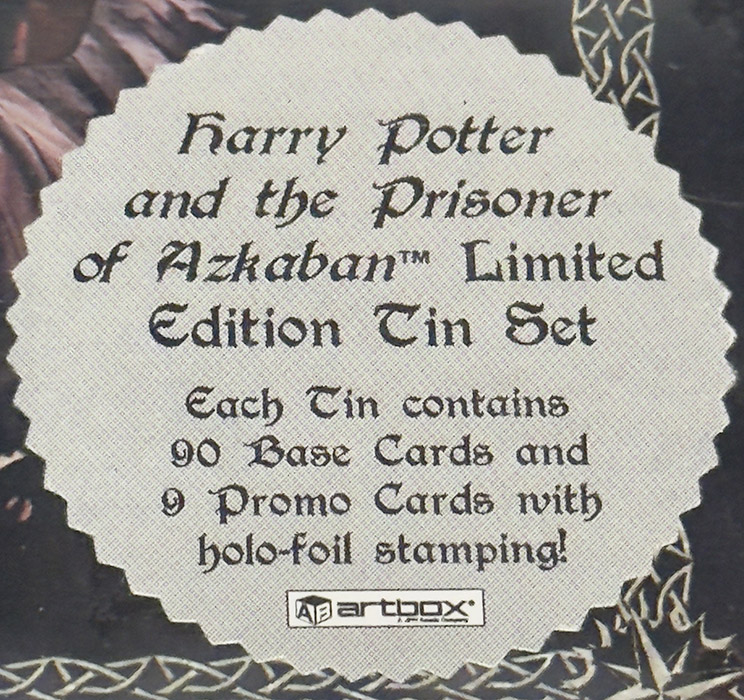 Harry Potter
and the Prisoner
of Azkaban™ Limited
Edition Tin Set
Each Tin contains
90 Base Cards and
9 Promo Cards with
holo-foil stamping!
artbox